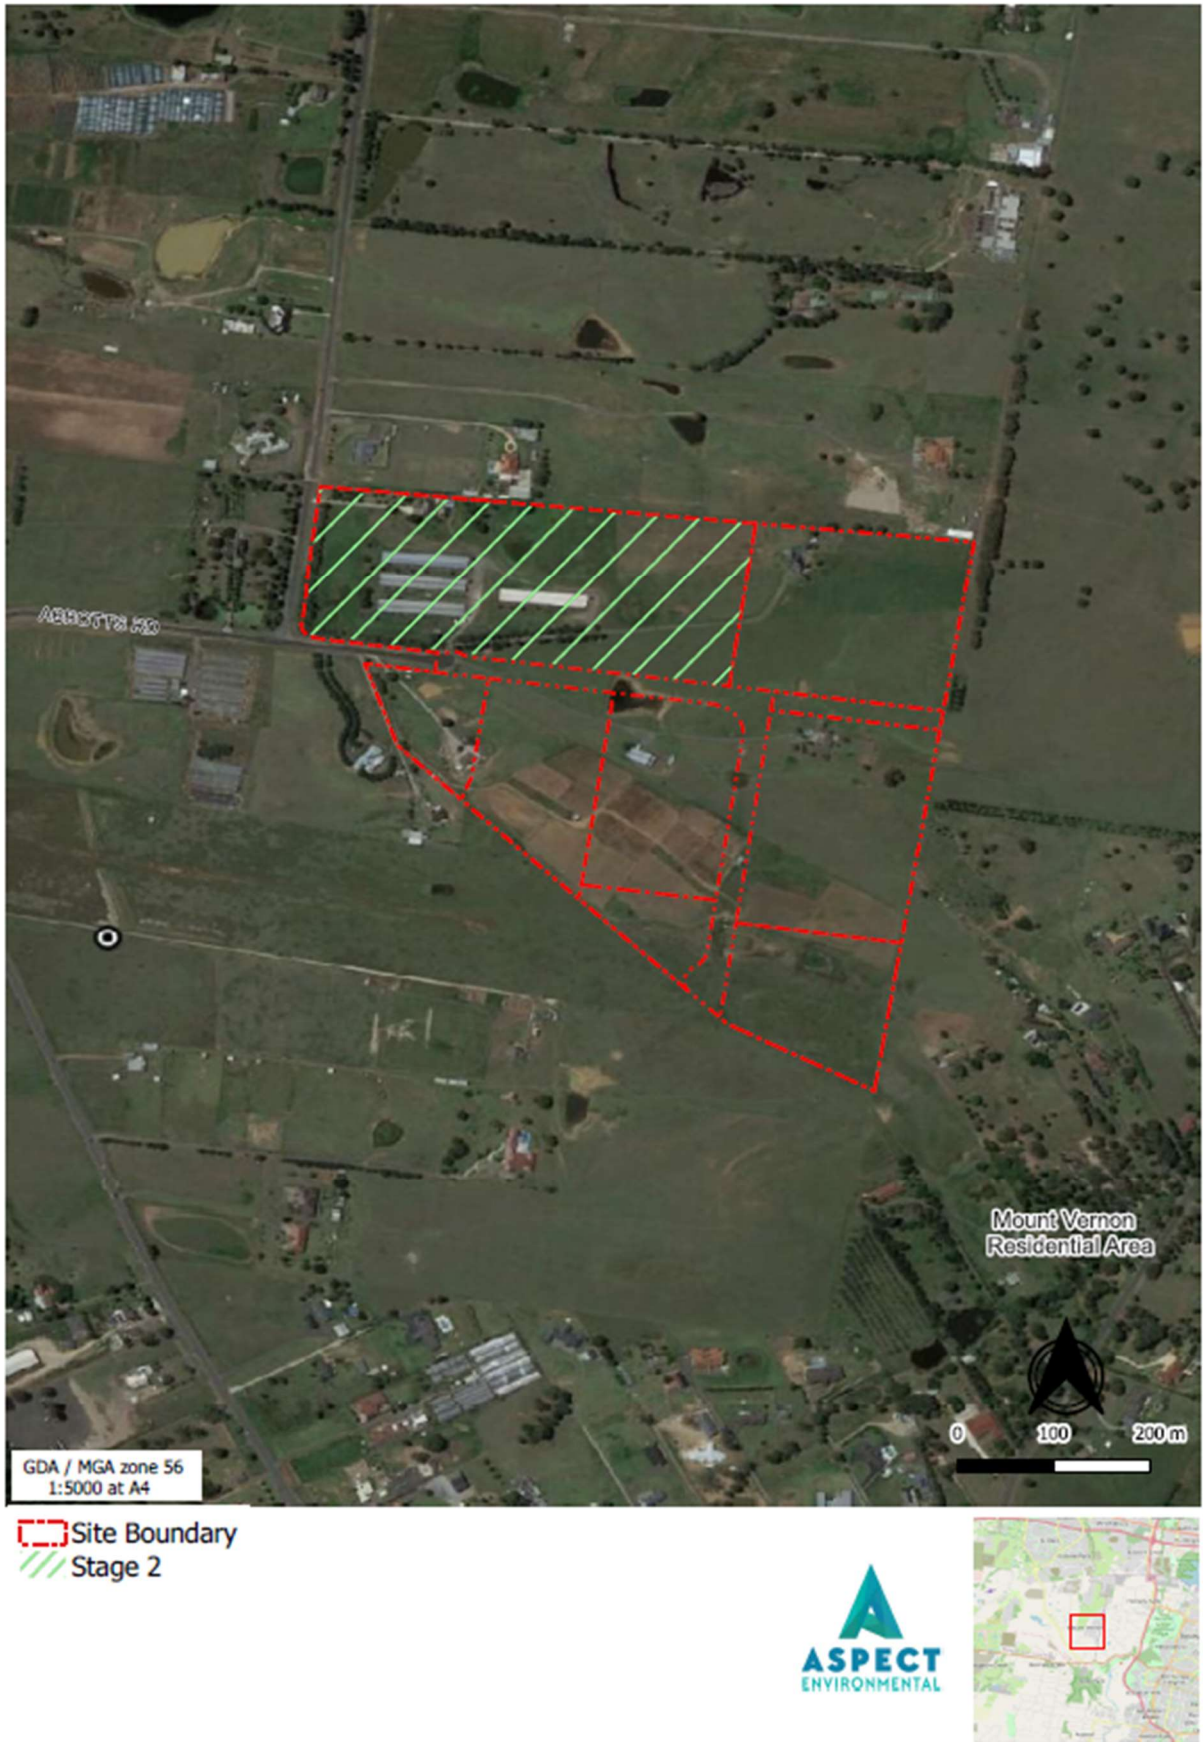 ABBOTTS RD
Mount Vernon
Residential Area
0 100 200 m
GDA / MGA zone 56
1:5000 at A4
Site Boundary
Stage 2
ASPECT
ENVIRONMENTAL